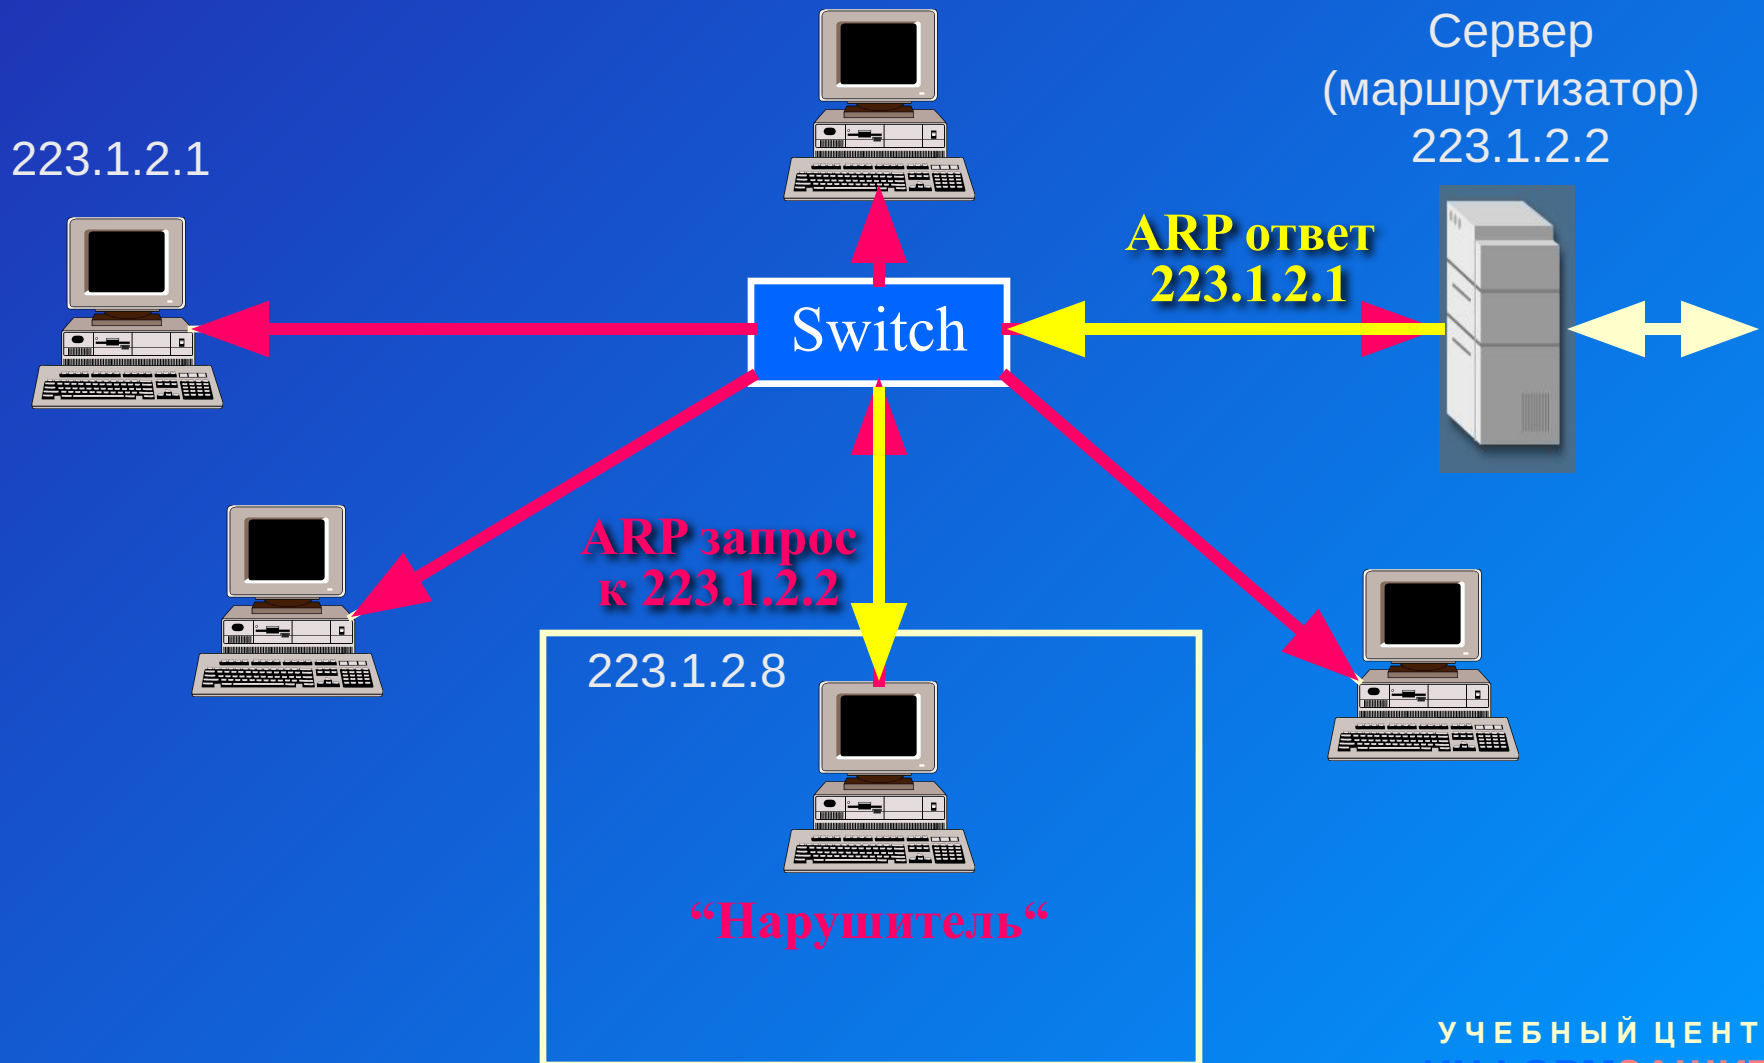 Сервер
(маршрутизатор)
223.1.2.2
223.1.2.1
ARP ответ
223.1.2.1
Switch
ARP запрос
к 223.1.2.2
223.1.2.8
“Нарушитель“
УЧЕБНЫЙ ЦЕНТ